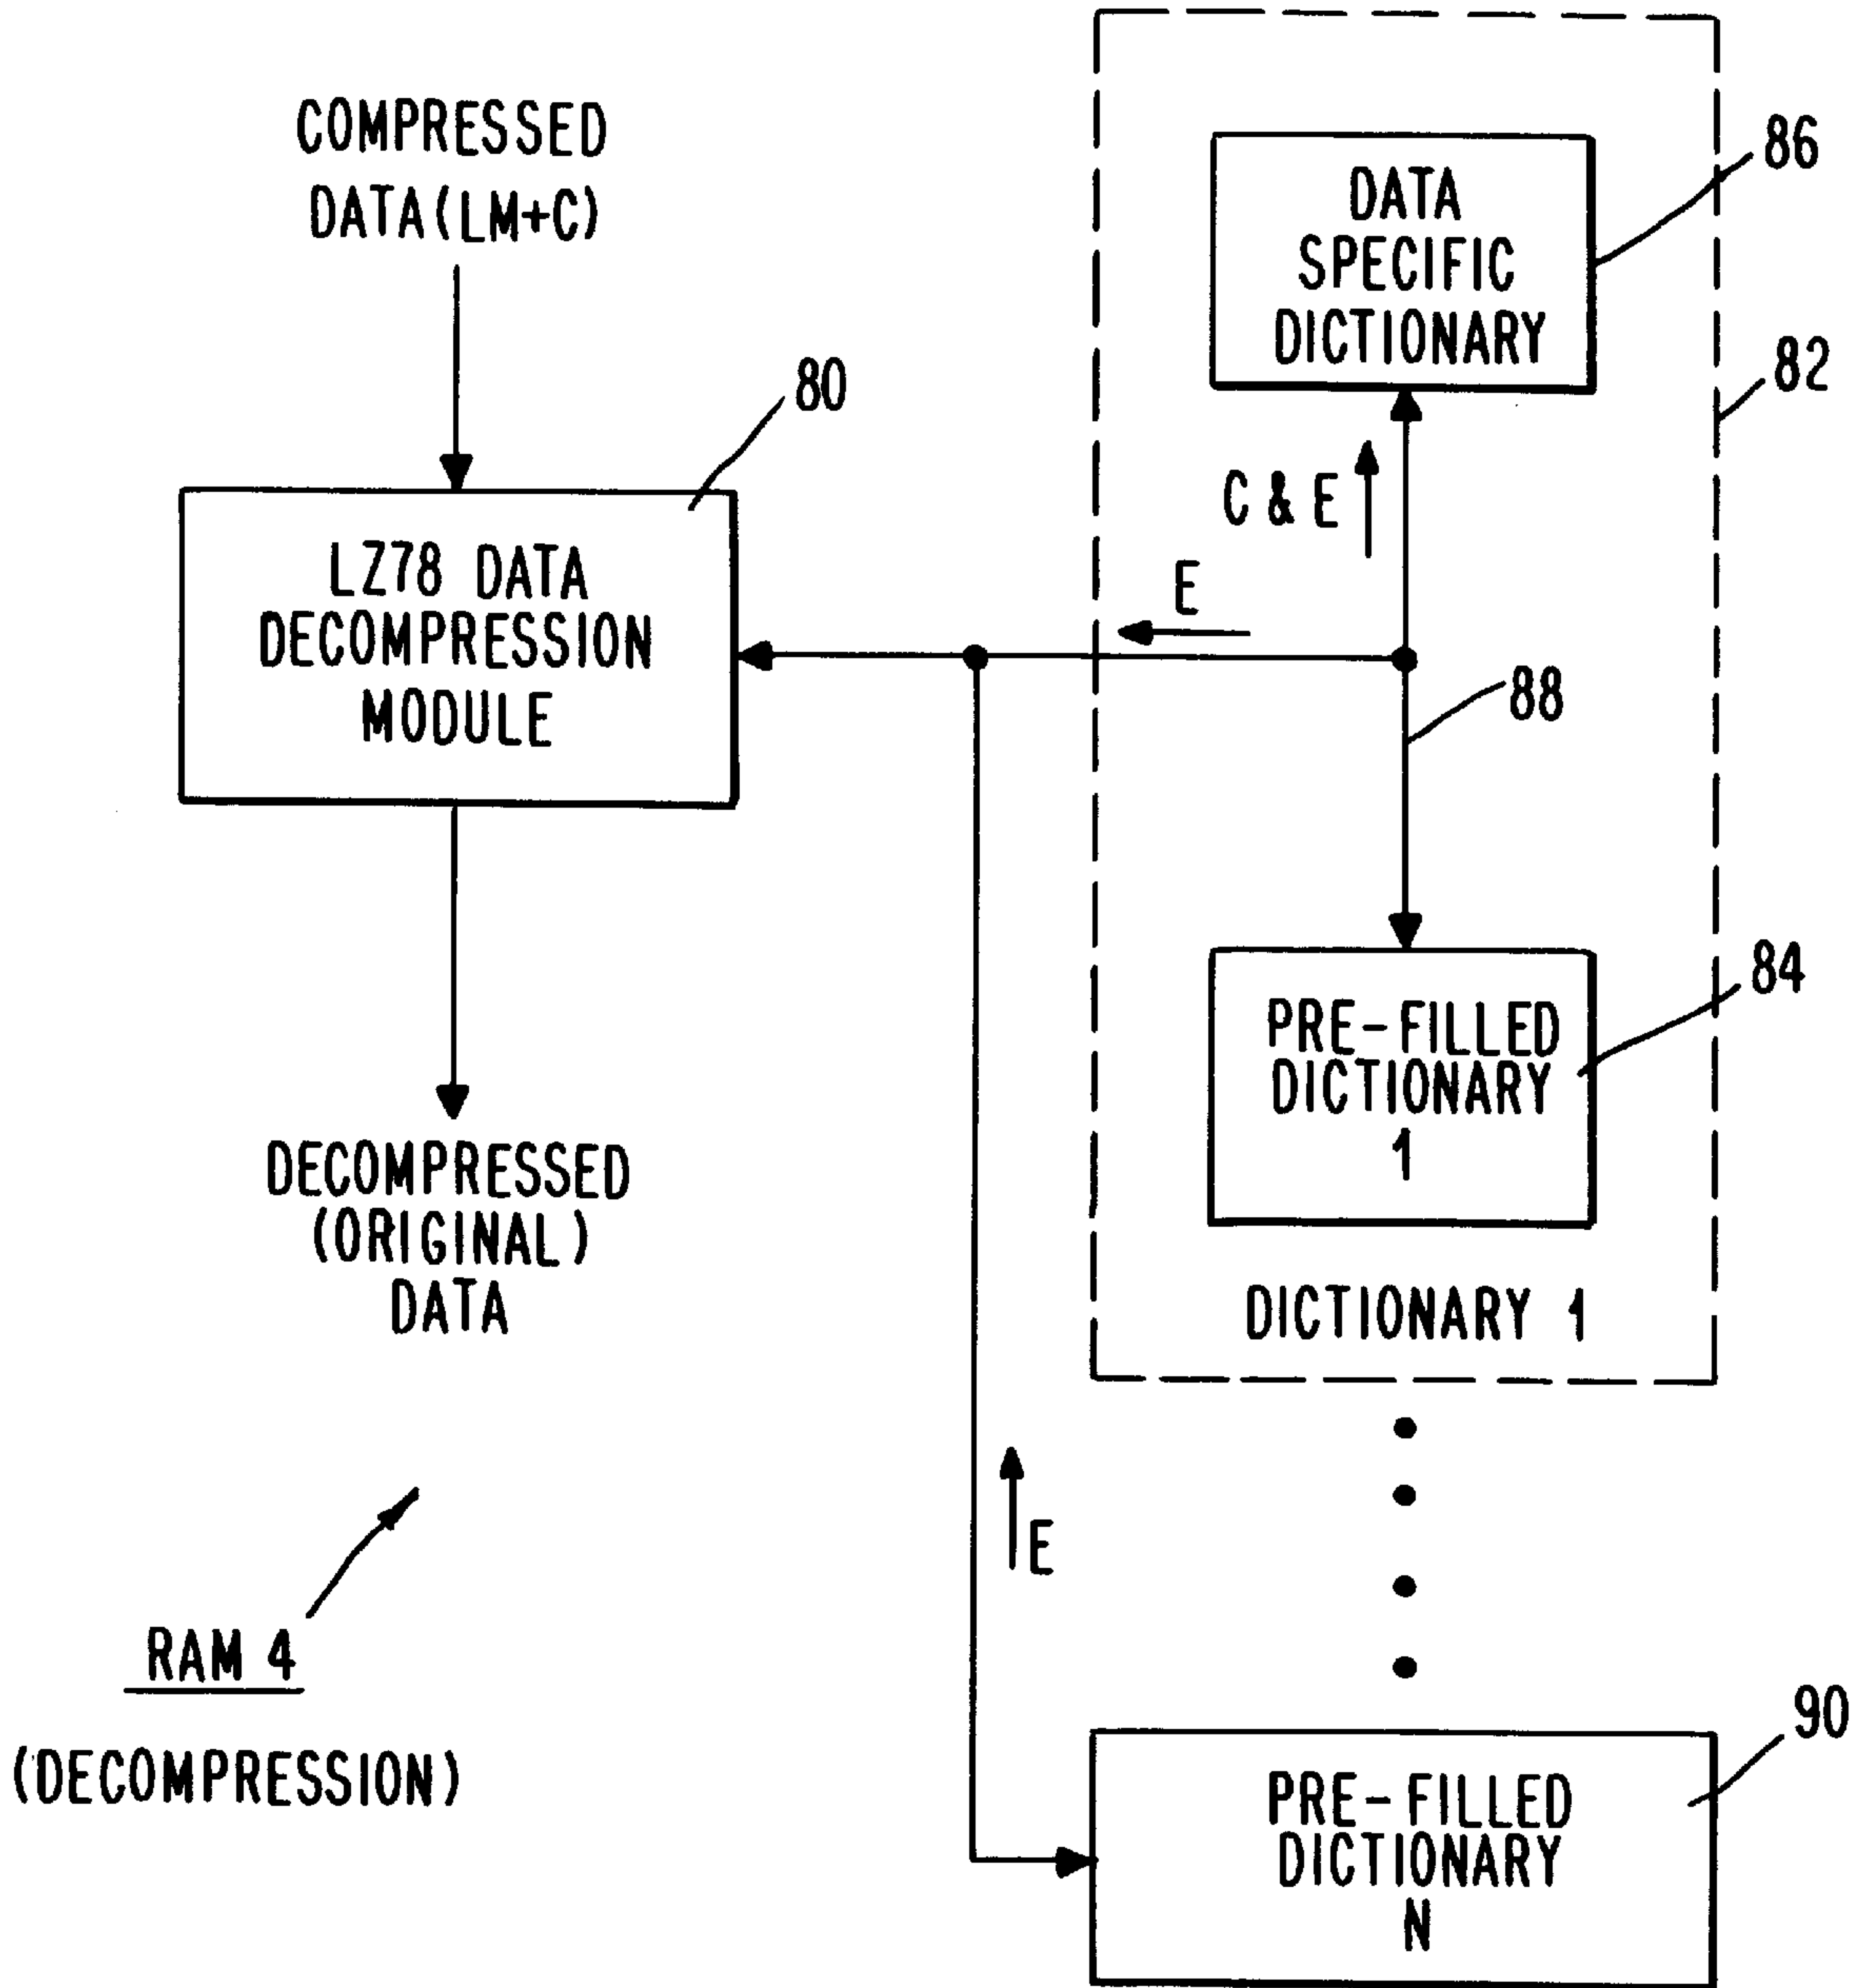 COMPRESSED
DATA(LM+C)
80
LZ78 DATA
DECOMPRESSION
MODULE
DECOMPRESSED
(ORIGINAL)
DATA
RAM 4
(DECOMPRESSION)
86
DATA
SPECIFIC
DICTIONARY
82
C & E
E
88
84
PRE-FILLED
DICTIONARY
1
DICTIONARY 1
E
90
PRE-FILLED
DICTIONARY
N